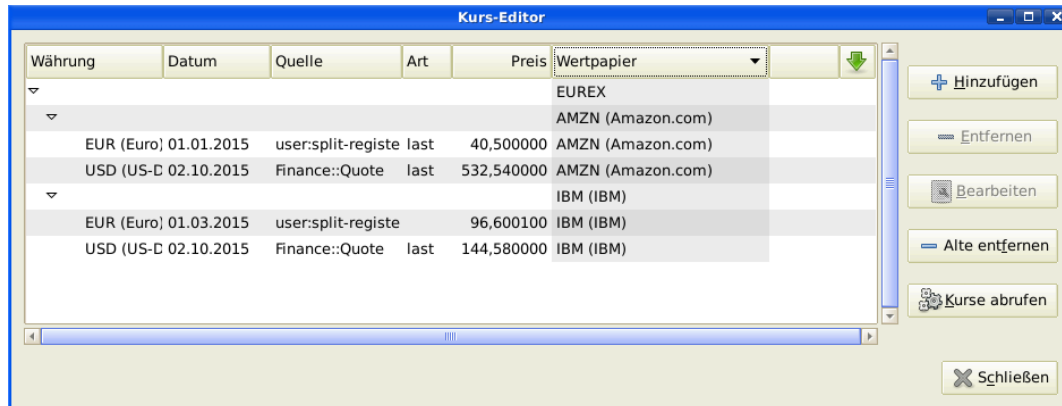 Kurs-Editor
Währung Datum Quelle Art Preis Wertpapier
EUREX
AMZN (Amazon.com)
EUR (Euro) 01.01.2015 user:split-registe last 40,500000 AMZN (Amazon.com)
USD (US-D 02.10.2015 Finance::Quote last 532,540000 AMZN (Amazon.com)
IBM (IBM)
EUR (Euro) 01.03.2015 user:split-registe 96,600100 IBM (IBM)
USD (US-D 02.10.2015 Finance::Quote last 144,580000 IBM (IBM)
Hinzufügen
Entfernen
Bearbeiten
Alte entfernen
Kurse abrufen
Schließen